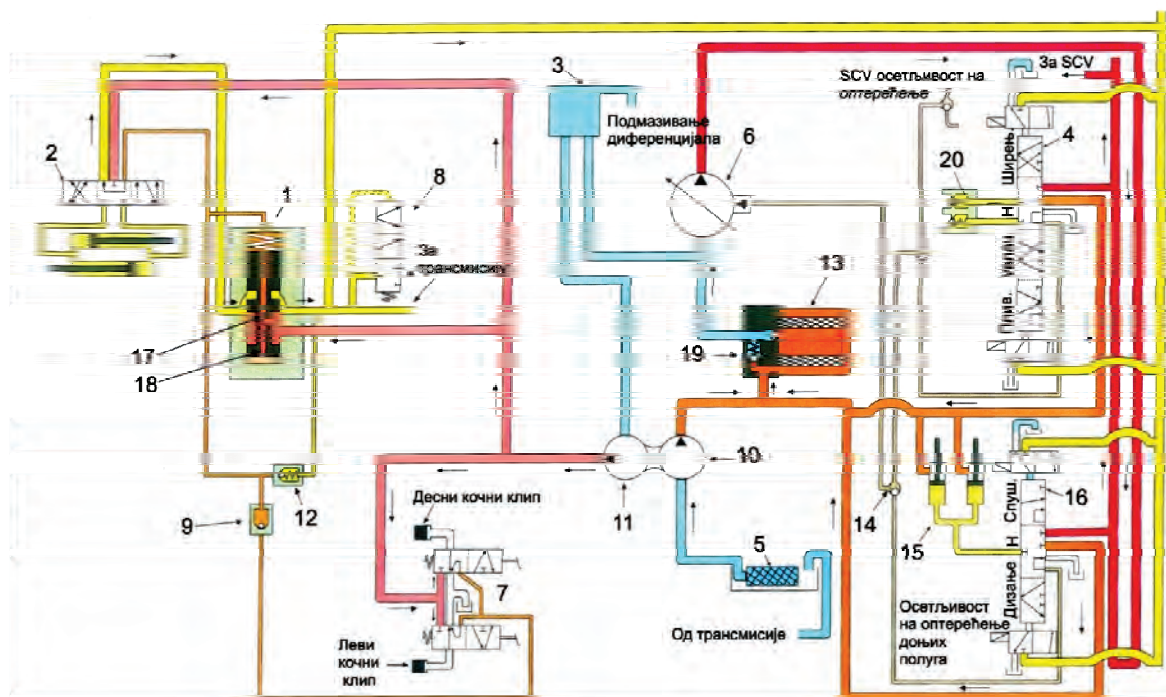 За SCV
3
SCV осетљивост на
оптерећење
Подмазивање
диференцијала
6
4
2
8
20
Ширењ.
1
Н
За
трансмисију
Увлач
13
17
Плив.
19
18
10
Десни кочни клип
16
12
11
Спуш.
9
14
15
5
Н
7
Дизање
Осетљивост
на оптерећење
доњих
полуга
Од трансмисије
Леви
кочни
клип